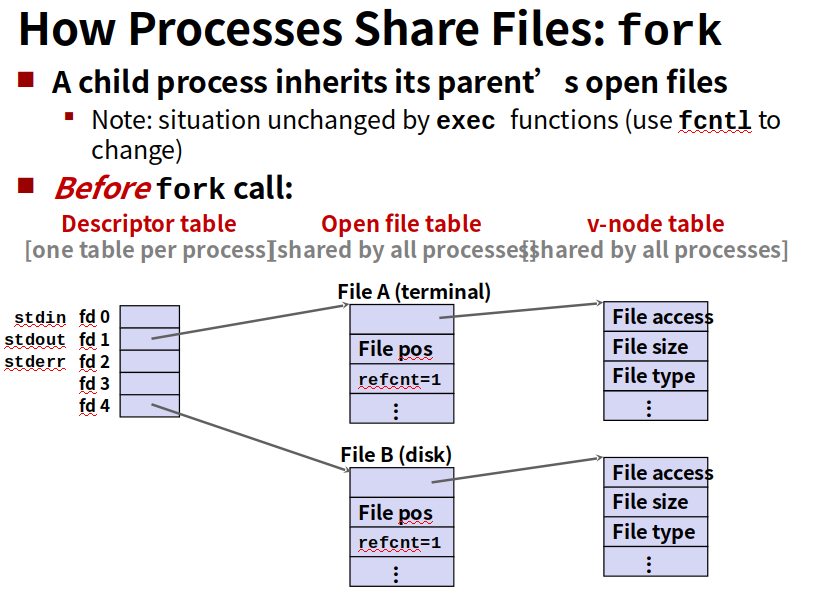 How Processes Share Files: fork
A child process inherits its parent’s open files
Note: situation unchanged by exec functions (use fcntl to
change)
Before fork call:
Descriptor table
[one table per process]
Open file table
[shared by all processes]
v-node table
[shared by all processes]
stdin fd 0
stdout fd 1
stderr fd 2
fd 3
fd 4
File A (terminal)
File pos
refcnt=1
⋮
File access
File size
File type
⋮
File B (disk)
File pos
refcnt=1
⋮
File access
File size
File type
⋮